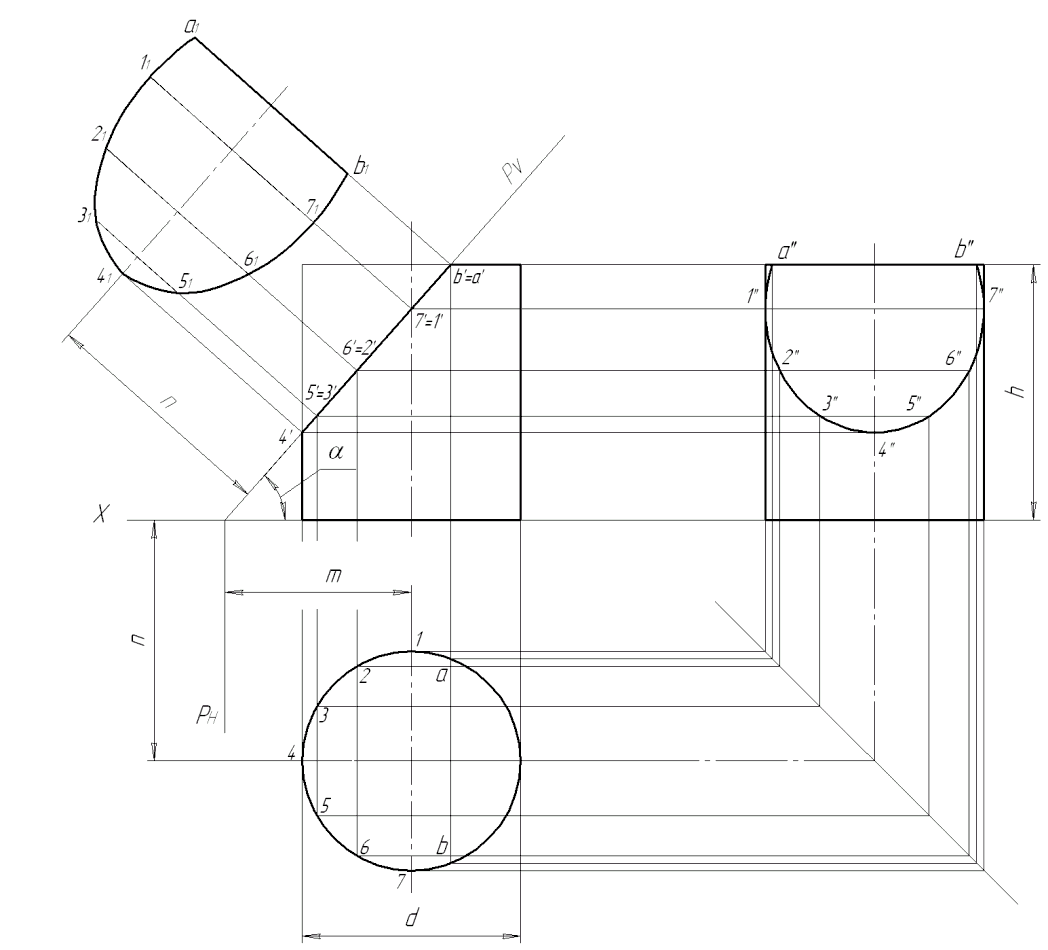 a₁
1₁
2₁
b₁
Pv
7₁
3₁
6₁
4₁
5₁
a"
b"
b'=a'
1"
7"
7'=1'
6'=2'
2"
6"
5'=3'
3"
5"
h
n
4'
α
4"
X
m
n
1
2
a
PH
3
4
5
6
b
7
d